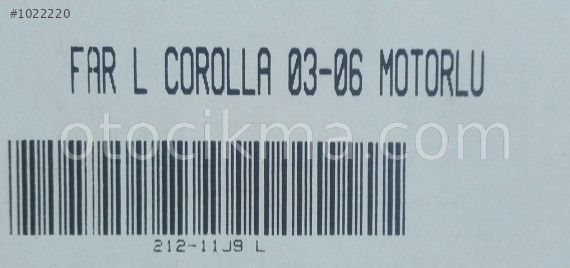 #1022220
FAR L COROLLA 03-06 MOTORLU
otocikma.com
212-11J9 L